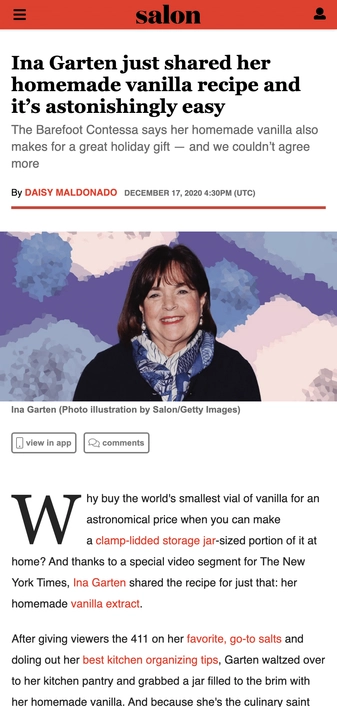 salon
Ina Garten just shared her
homemade vanilla recipe and
it's astonishingly easy
The Barefoot Contessa says her homemade vanilla also
makes for a great holiday gift — and we couldn't agree
more
By DAISY MALDONADO DECEMBER 17, 2020 4:30PM (UTC)
Ina Garten (Photo illustration by Salon/Getty Images)
view in app comments
Why buy the world's smallest vial of vanilla for an
astronomical price when you can make
a clamp-lidded storage jar-sized portion of it at
home? And thanks to a special video segment for The New
York Times, Ina Garten shared the recipe for just that: her
homemade vanilla extract.
After giving viewers the 411 on her favorite, go-to salts and
doling out her best kitchen organizing tips, Garten waltzed over
to her kitchen pantry and grabbed a jar filled to the brim with
her homemade vanilla. And because she's the culinary saint